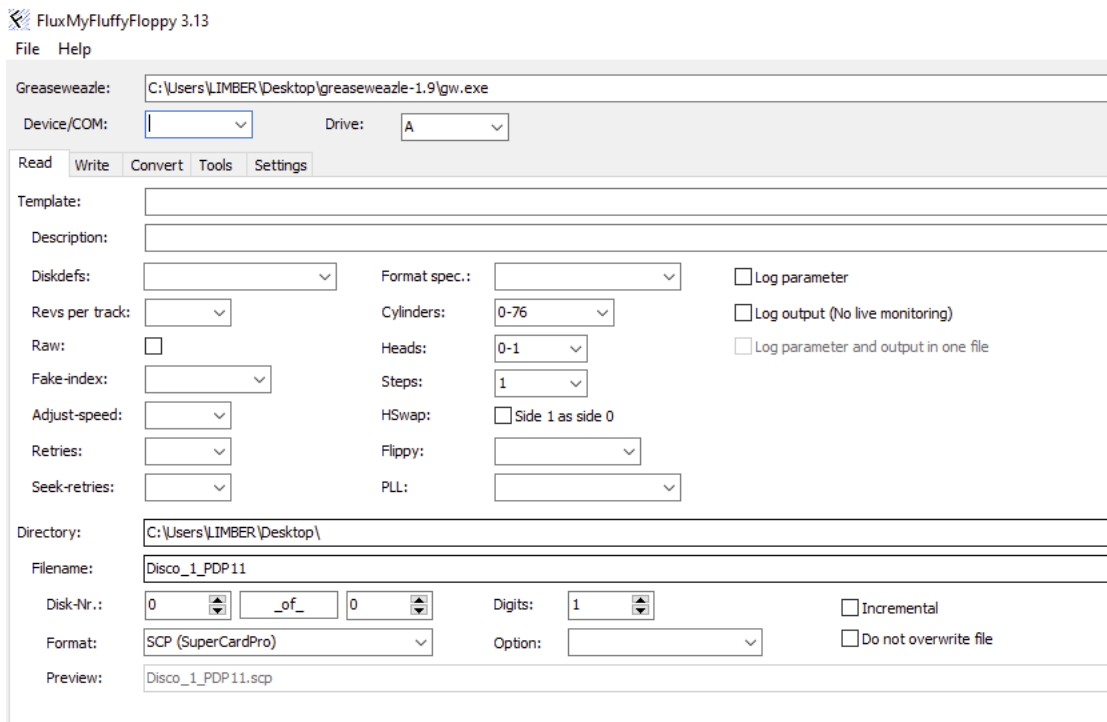 FluxMyFluffyFloppy 3.13
File Help
Greaseweazle: C:\Users\LIMBER\Desktop\greaseweazle-1.9\gw.exe
Device/COM: Drive: A
Read Write Convert Tools Settings
Template:
Description:
Diskdefs: Format spec.: Log parameter
Revs per track: Cylinders: 0-76 Log output (No live monitoring)
Raw: Heads: 0-1 Log parameter and output in one file
Fake-index: Steps: 1
Adjust-speed: HSwap: Side 1 as side 0
Retries: Flippy:
Seek-retries: PLL:
Directory: C:\Users\LIMBER\Desktop\
Filename: Disco_1_PDP11
Disk-Nr.: 0 _of_ 0 Digits: 1 Incremental
Format: SCP (SuperCardPro) Option: Do not overwrite file
Preview: Disco_1_PDP11.scp